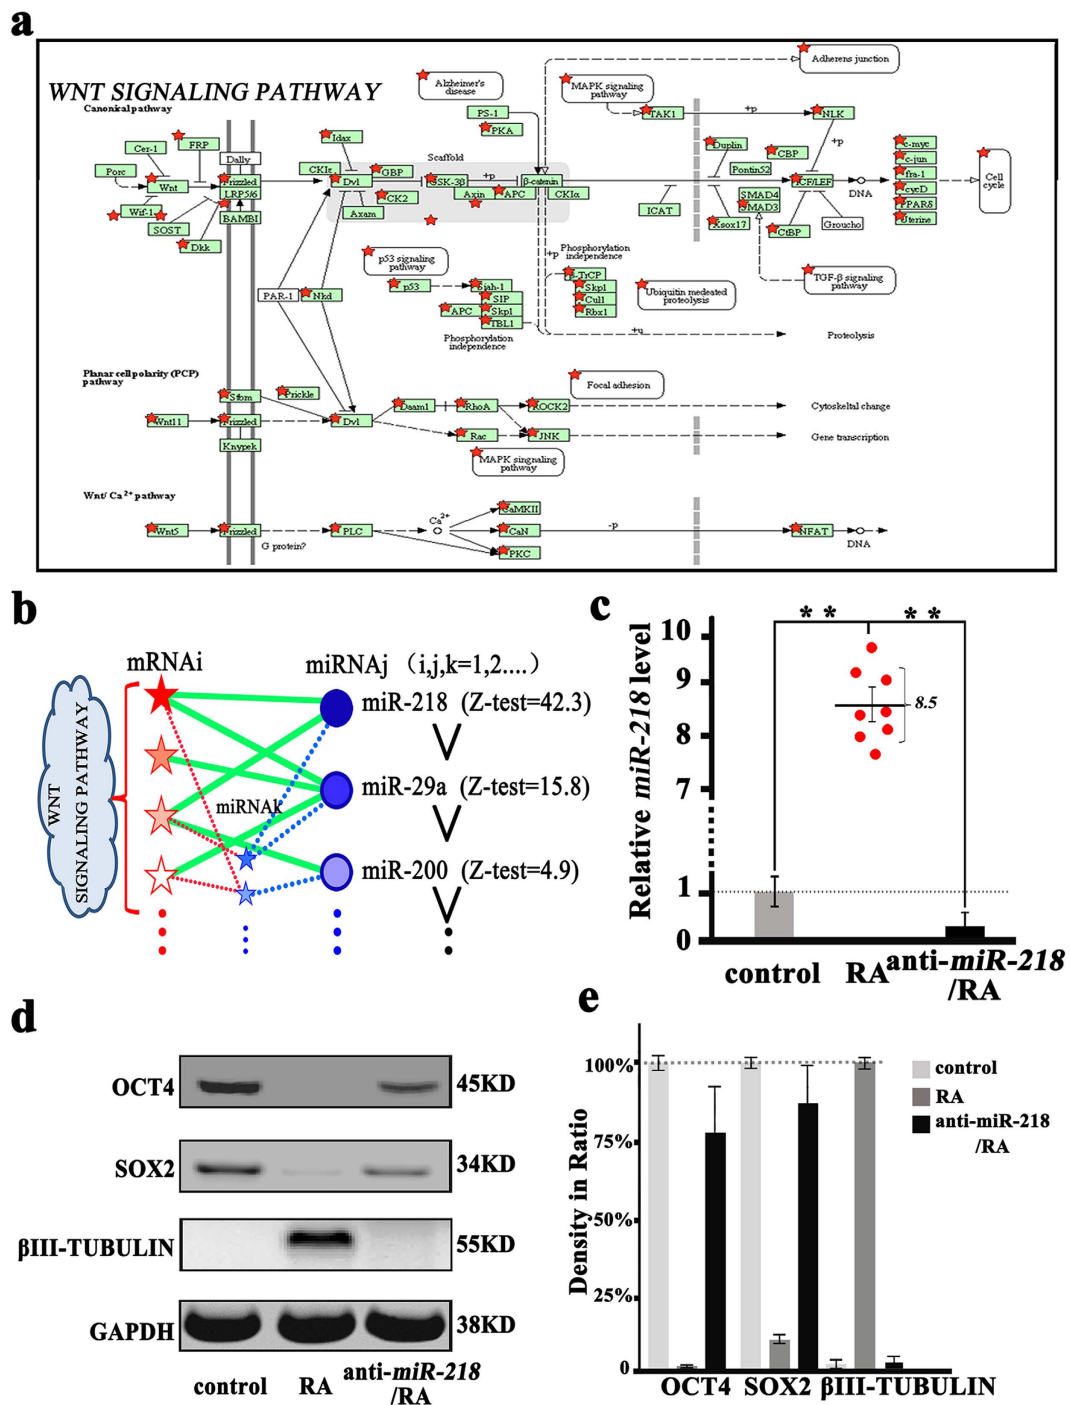 a
WNT SIGNALING PATHWAY
Canonical pathway
Alzheimer's
disease
Adherens junction
MAPK signaling
pathway
PS-1
PKA
TAK1
+p
NLK
Cer-1
FRP
Idax
Dally
Scaffold
CKIε
GBP
Duplin
CBP
+p
c-myc
c-jun
fra-1
cycD
PPARδ
Uterine
Cell
cycle
Porc
Wnt
Frizzled
LRP5/6
Dvl
GSK-3β
+p
β-catenin
Pontin52
TCF/LEF
DNA
CK2
Axin
APC
CKIα
SMAD4
SMAD3
Wif-1
SOST
BAMBI
Axam
ICAT
Xsox17
CtBP
Groucho
Dkk
p53 signaling
pathway
+p
Phosphorylation
independence
β-TrCP
Skp1
Cul1
Rbx1
Ubiquitin mediated
proteolysis
TGF-β signaling
pathway
PAR-1
Nkd
p53
Siah-1
SIP
APC
Skp1
TBL1
Phosphorylation
independence
+u
Proteolysis
Planar cell polarity (PCP)
pathway
Stbm
Prickle
Focal adhesion
Daam1
RhoA
ROCK2
Cytoskeltal change
Wnt11
Frizzled
Dvl
Rac
JNK
Gene transcription
Knypek
MAPK singnaling
pathway
Wnt/ Ca2+ pathway
CaMKII
Wnt5
Frizzled
PLC
Ca2+
CaN
-p
NFAT
DNA
G protein?
PKC
b
mRNAi
miRNAj (i,j,k=1,2....)
miR-218 (Z-test=42.3)
miR-29a (Z-test=15.8)
miR-200 (Z-test=4.9)
miRNAk
WNT
SIGNALING PATHWAY
c
Relative miR-218 level
10
9
8
7
1
0
**
**
8.5
control
RA
anti-miR-218
/RA
d
OCT4
45KD
SOX2
34KD
βIII-TUBULIN
55KD
GAPDH
38KD
control
RA
anti-miR-218
/RA
e
Density in Ratio
100%
75%
50%
25%
0
control
RA
anti-miR-218
/RA
OCT4
SOX2
βIII-TUBULIN